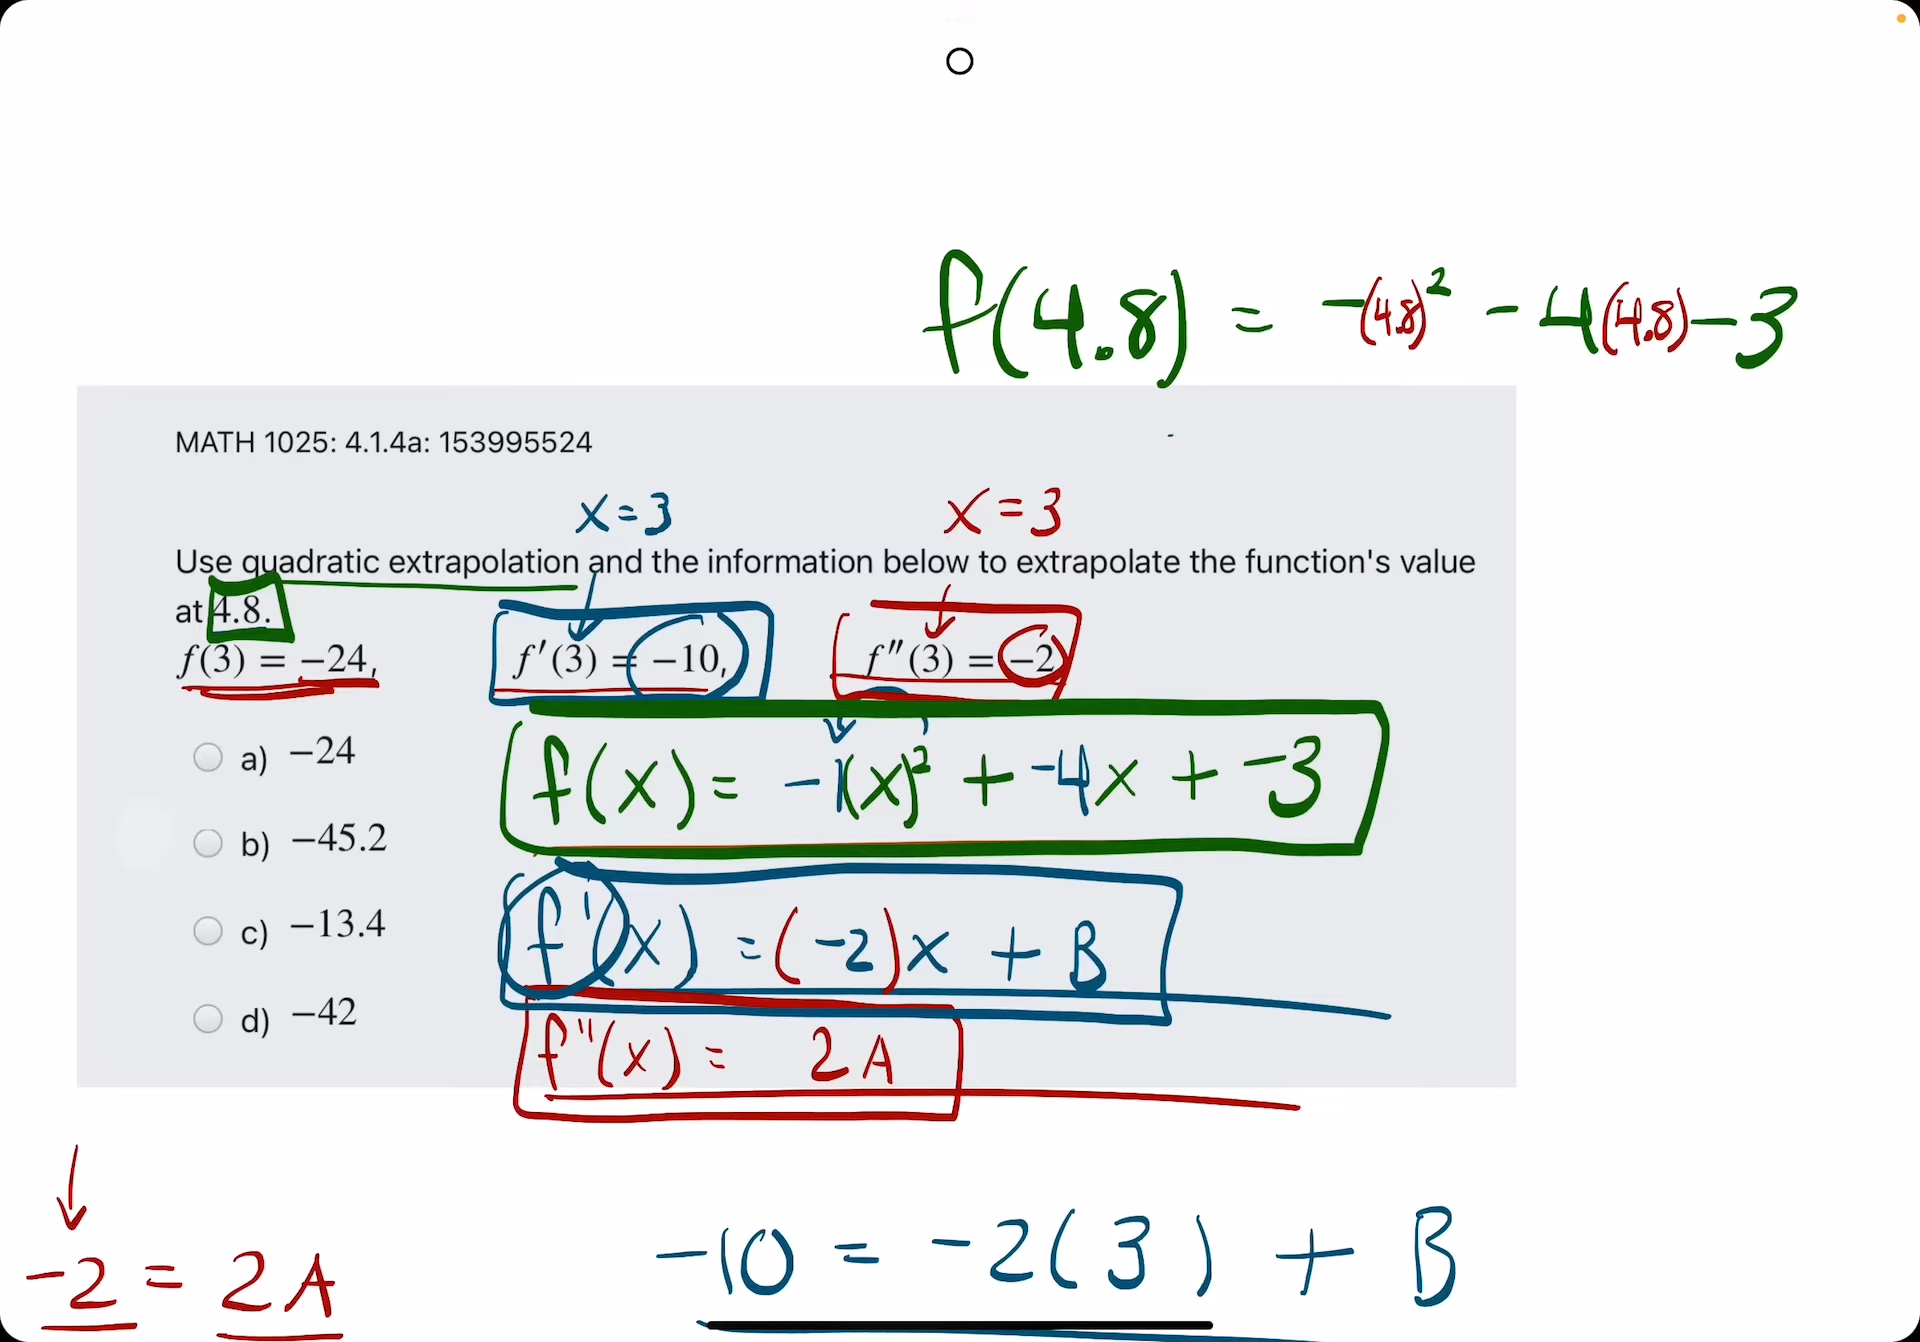 f(4.8) = -(4.8)² - 4(4.8) - 3
MATH 1025: 4.1.4a: 153995524
x = 3
x = 3
Use quadratic extrapolation and the information below to extrapolate the function's value
at 4.8.
f(3) = −24, f′(3) = −10, f″(3) = −2
a) −24
f(x) = -1(x)² + -4x + -3
b) −45.2
c) −13.4
f'(x) = (-2)x + B
d) −42
f''(x) = 2A
-2 = 2A
-10 = -2(3) + B